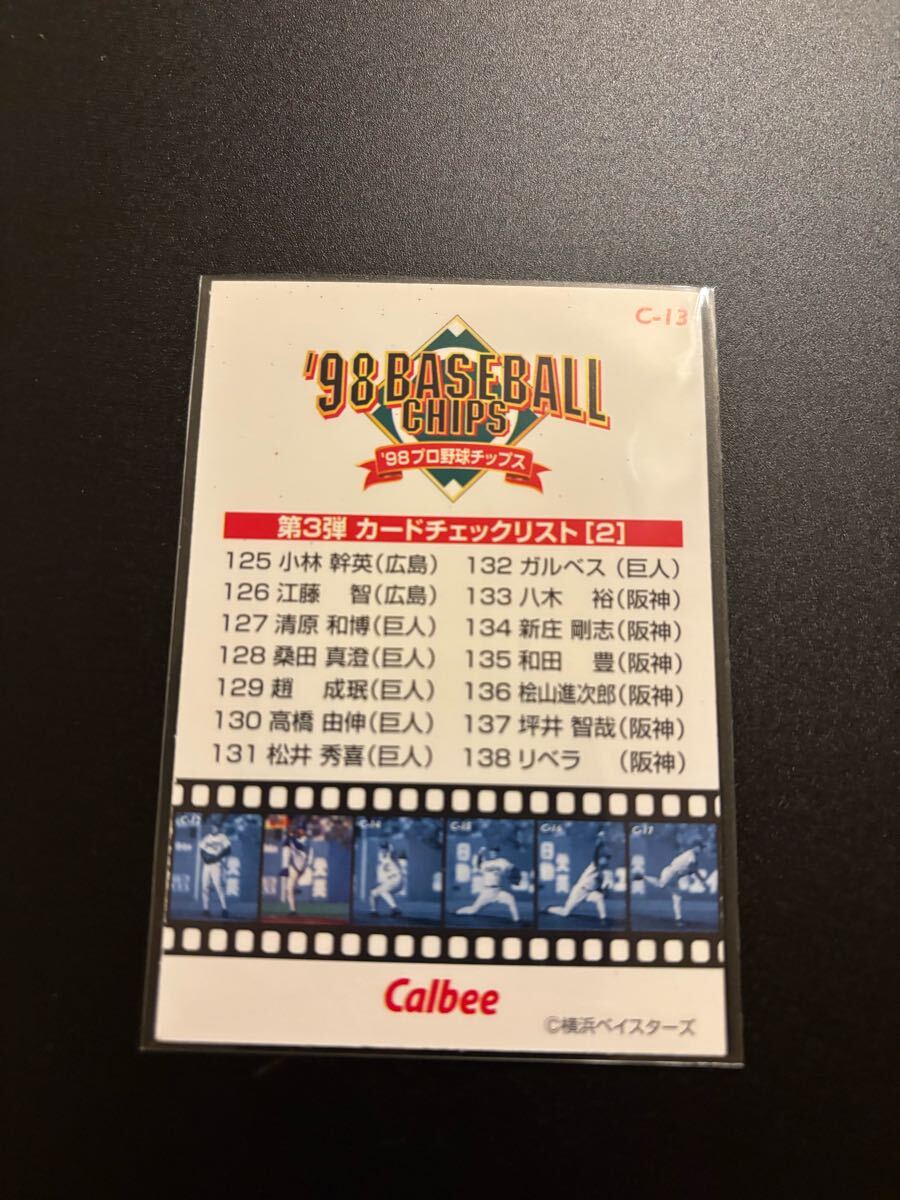 C-13
'98 BASEBALL
CHIPS
'98プロ野球チップス
第3弾 カードチェックリスト[2]
125 小林 幹英(広島)
126 江藤 智(広島)
127 清原 和博(巨人)
128 桑田 真澄(巨人)
129 趙 成珉(巨人)
130 高橋 由伸(巨人)
131 松井 秀喜(巨人)
132 ガルベス (巨人)
133 八木 裕(阪神)
134 新庄 剛志(阪神)
135 和田 豊(阪神)
136 桧山進次郎(阪神)
137 坪井 智哉(阪神)
138 リベラ (阪神)
C-12
C-14
C-15
C-16
C-17
Calbee
©横浜ベイスターズ